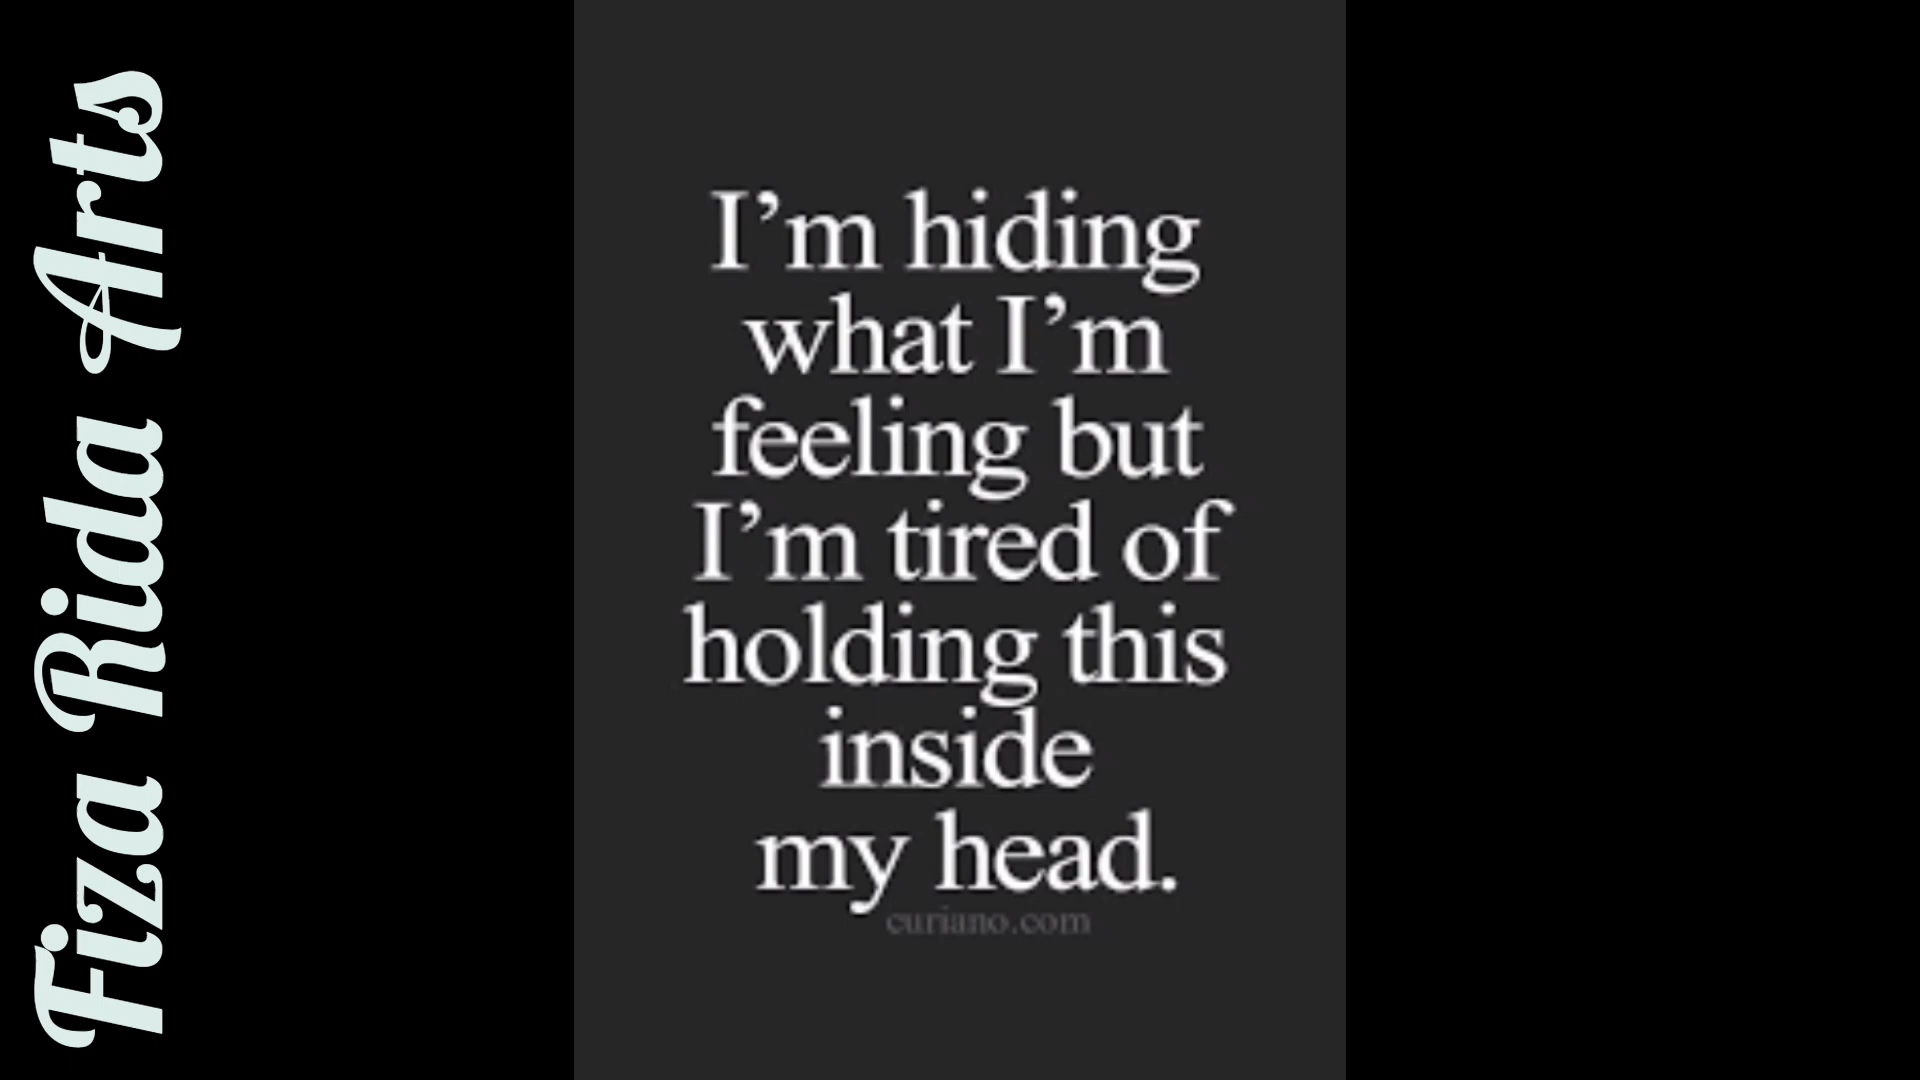 Fiza Rida Arts
I’m hiding
what I’m
feeling but
I’m tired of
holding this
inside
my head.
curiano.com